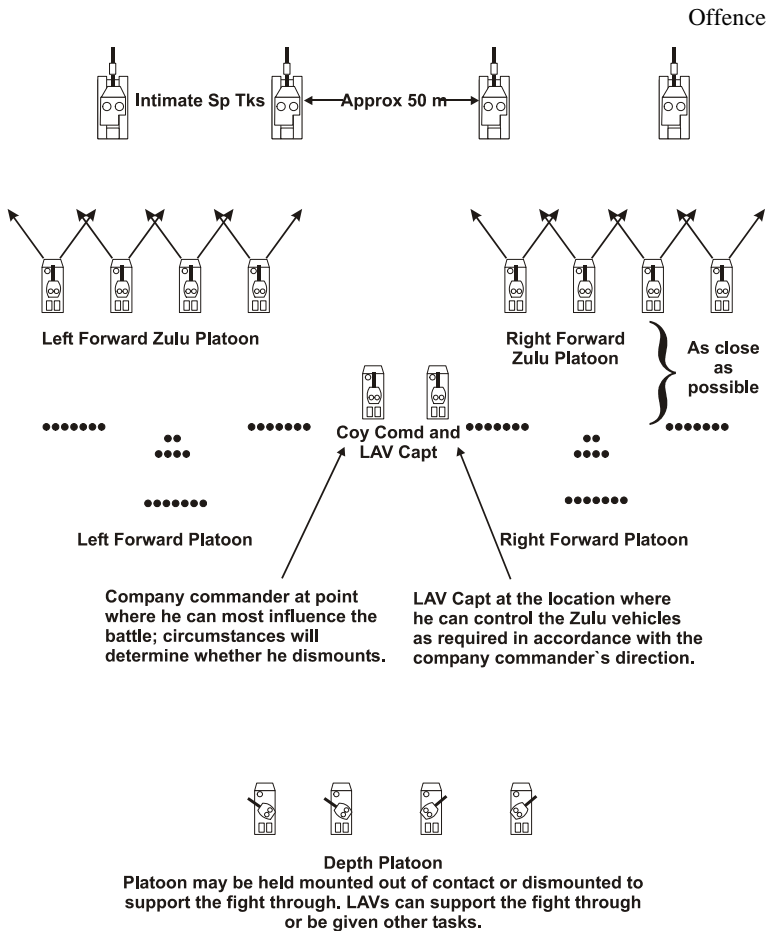 Offence
Intimate Sp Tks
Approx 50 m
Left Forward Zulu Platoon
Right Forward
Zulu Platoon
As close
as
possible
Coy Comd and
LAV Capt
Left Forward Platoon
Right Forward Platoon
Company commander at point
where he can most influence the
battle; circumstances will
determine whether he dismounts.
LAV Capt at the location where
he can control the Zulu vehicles
as required in accordance with the
company commander`s direction.
Depth Platoon
Platoon may be held mounted out of contact or dismounted to
support the fight through. LAVs can support the fight through
or be given other tasks.